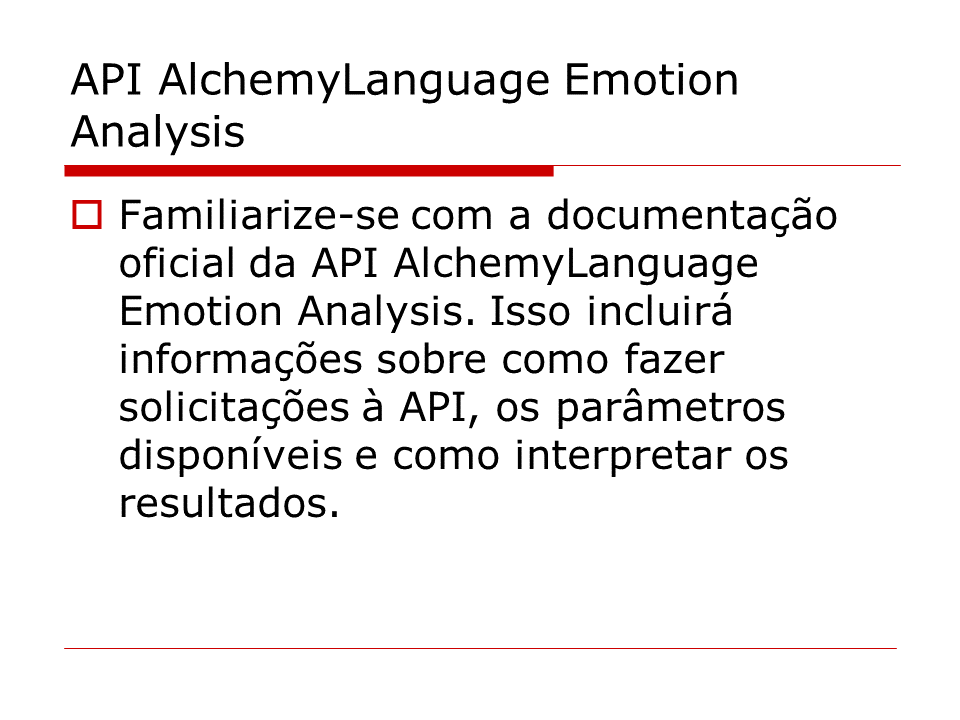 API AlchemyLanguage Emotion
Analysis
Familiarize-se com a documentação
oficial da API AlchemyLanguage
Emotion Analysis. Isso incluirá
informações sobre como fazer
solicitações à API, os parâmetros
disponíveis e como interpretar os
resultados.